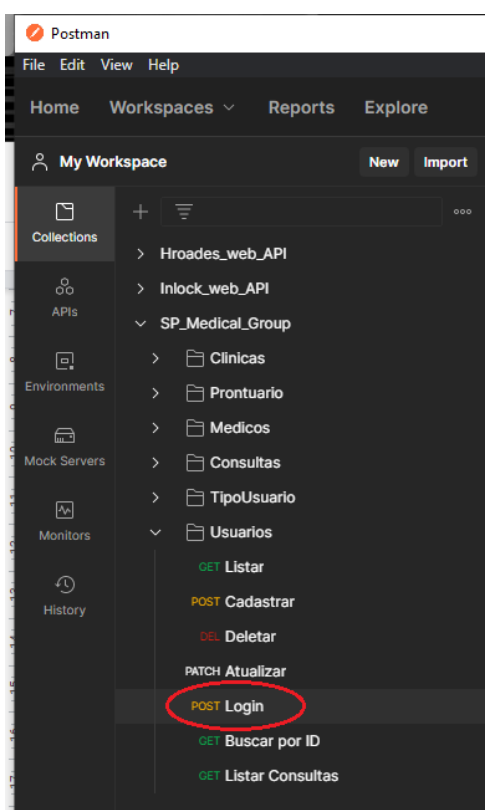 Postman
File Edit View Help
Home Workspaces Reports Explore
My Workspace New Import
Collections
Hroades_web_API
Inlock_web_API
APIs
SP_Medical_Group
Clinicas
Environments
Prontuario
Medicos
Mock Servers
Consultas
TipoUsuario
Monitors
Usuarios
GET Listar
History
POST Cadastrar
DEL Deletar
PATCH Atualizar
POST Login
GET Buscar por ID
GET Listar Consultas